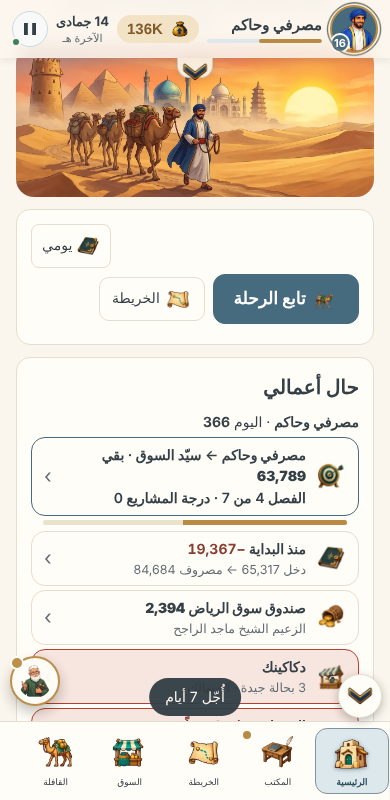 مصرفي وحاكم
16
136K
14 جمادى
الآخرة هـ
يومي
تابع الرحلة
الخريطة
حال أعمالي
مصرفي وحاكم · اليوم 366
مصرفي وحاكم ← سيّد السوق · بقي
63,789
الفصل 4 من 7 · درجة المشاريع 0
منذ البداية −19,367
دخل 65,317 ← مصروف 84,684
صندوق سوق الرياض 2,394
الزعيم الشيخ ماجد الراجح
دكاكينك
3 بحالة جيدة
أُجّل 7 أيام
الرئيسية
المكتب
الخريطة
السوق
القافلة